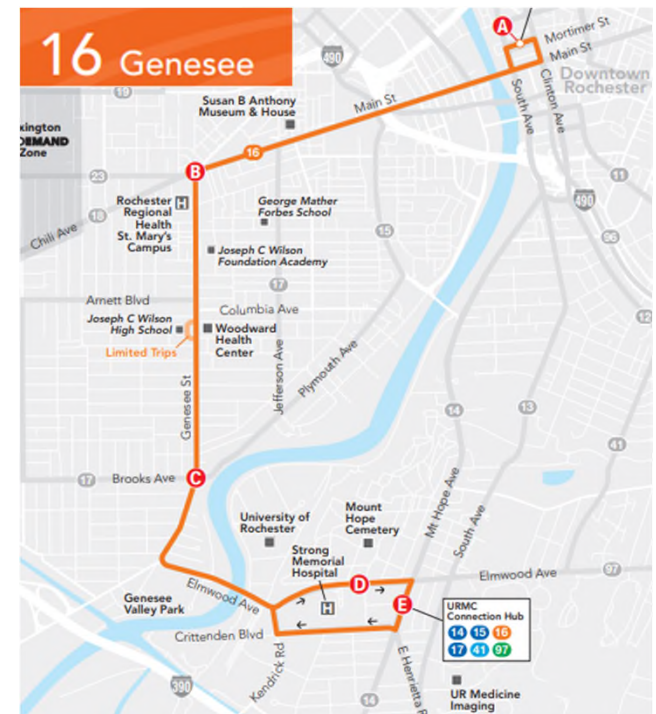 16 Genesee
A
Mortimer St
Main St
490
Downtown
Rochester
South Ave
Clinton Ave
19
Susan B Anthony
Museum & House
Main St
xington
DEMAND
Zone
16
B
23
11
Rochester
Regional
Health
St. Mary's
Campus
H
George Mather
Forbes School
490
18
15
96
Chili Ave
Joseph C Wilson
Foundation Academy
17
Arnett Blvd
Columbia Ave
12
Joseph C Wilson
High School
Woodward
Health
Center
Limited Trips
Jefferson Ave
Plymouth Ave
Genesee St
14
13
41
17
Brooks Ave
C
Mt Hope Ave
South Ave
University of
Rochester
Mount
Hope
Cemetery
Strong
Memorial
Hospital
H
D
Elmwood Ave
97
Elmwood Ave
E
Genesee
Valley Park
URMC
Connection Hub
14 15 16
17 41 97
Crittenden Blvd
Kendrick Rd
E Henrietta R
390
14
UR Medicine
Imaging